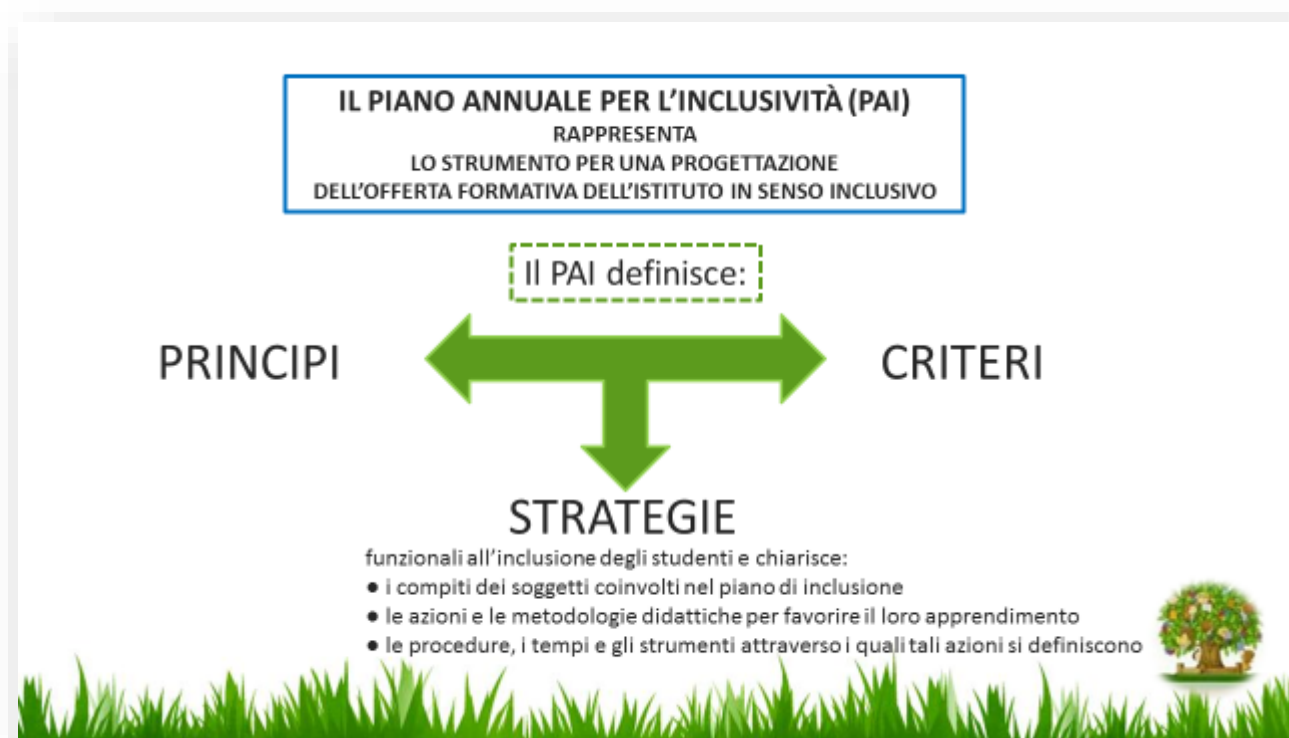 IL PIANO ANNUALE PER L'INCLUSIVITÀ (PAI)
RAPPRESENTA
LO STRUMENTO PER UNA PROGETTAZIONE
DELL'OFFERTA FORMATIVA DELL'ISTITUTO IN SENSO INCLUSIVO
Il PAI definisce:
PRINCIPI
CRITERI
STRATEGIE
funzionali all'inclusione degli studenti e chiarisce:
● i compiti dei soggetti coinvolti nel piano di inclusione
● le azioni e le metodologie didattiche per favorire il loro apprendimento
● le procedure, i tempi e gli strumenti attraverso i quali tali azioni si definiscono